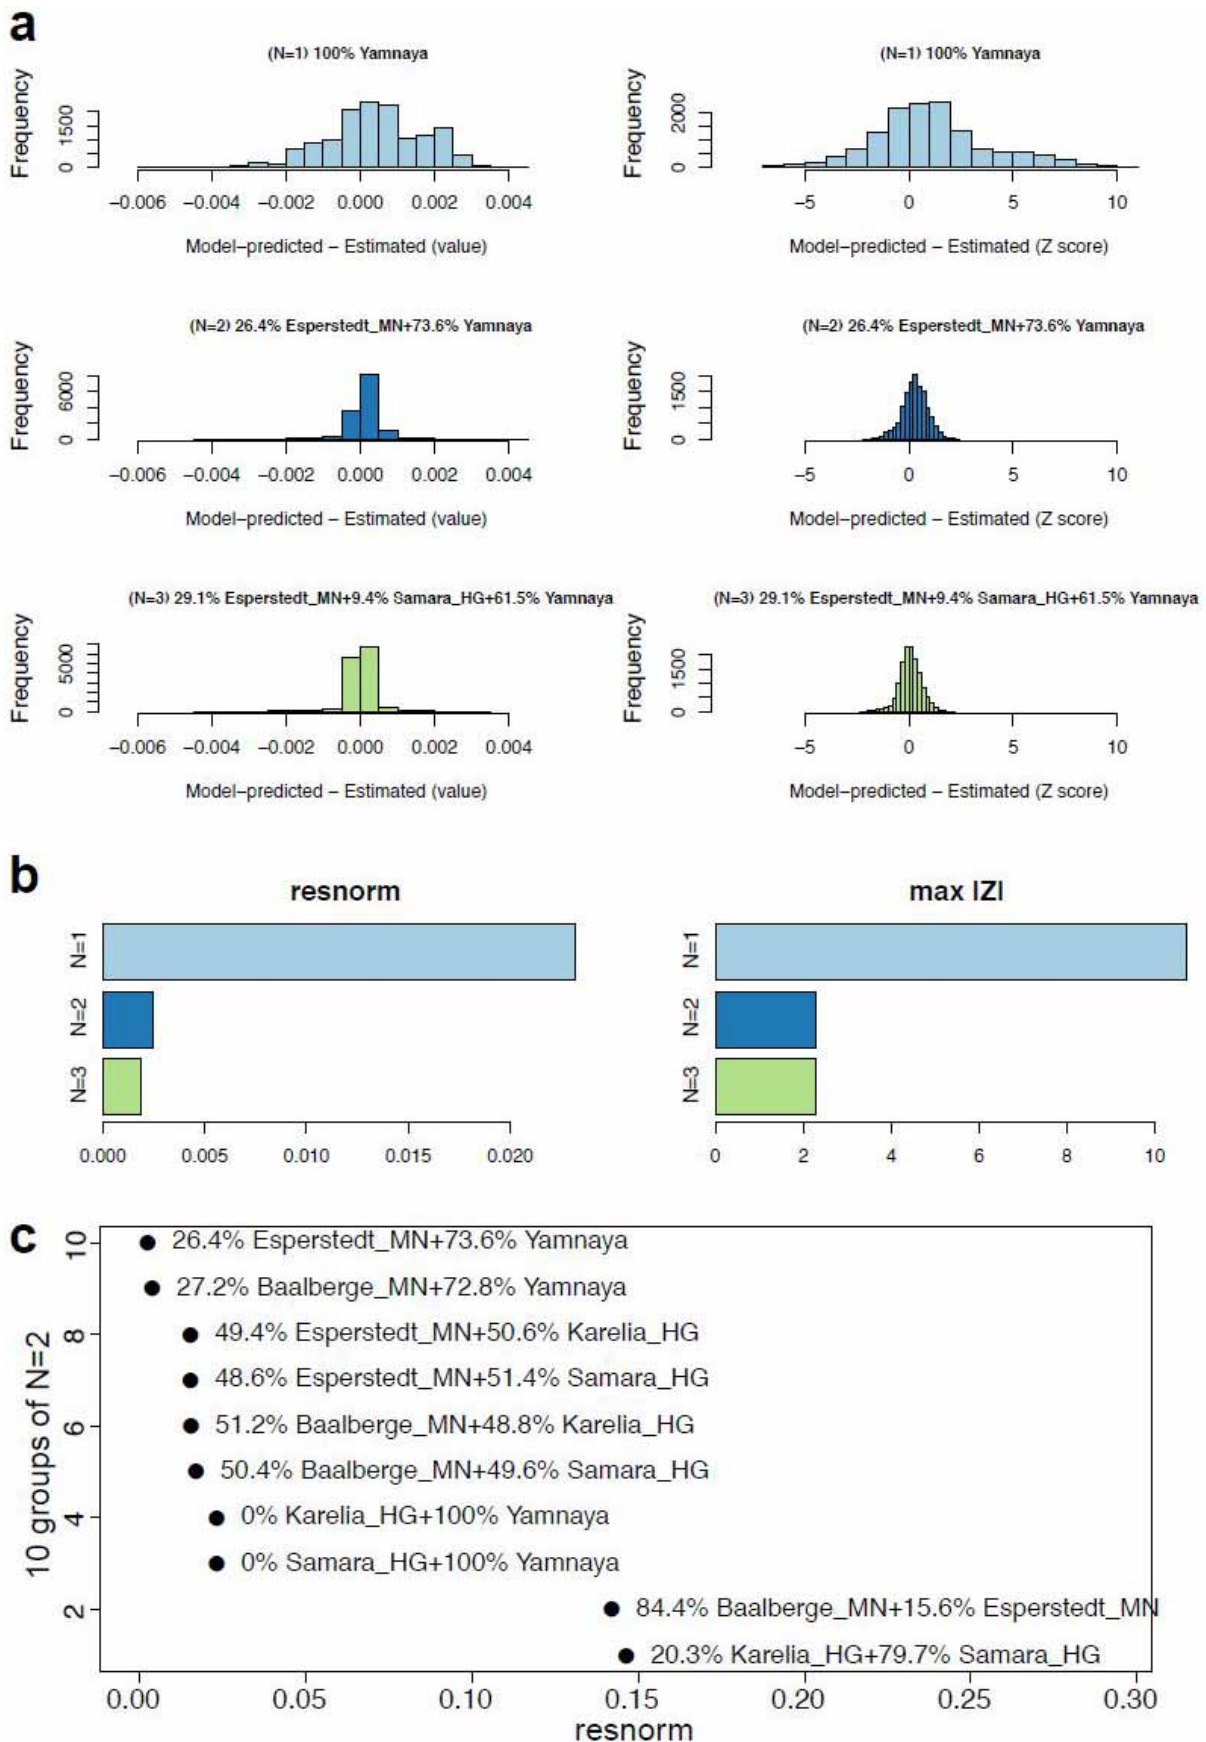 a
(N=1) 100% Yamnaya
Frequency
0 1500
−0.006 −0.004 −0.002 0.000 0.002 0.004
Model−predicted − Estimated (value)
(N=1) 100% Yamnaya
Frequency
0 2000
−5 0 5 10
Model−predicted − Estimated (Z score)
(N=2) 26.4% Esperstedt_MN+73.6% Yamnaya
Frequency
0 6000
−0.006 −0.004 −0.002 0.000 0.002 0.004
Model−predicted − Estimated (value)
(N=2) 26.4% Esperstedt_MN+73.6% Yamnaya
Frequency
0 1500
−5 0 5 10
Model−predicted − Estimated (Z score)
(N=3) 29.1% Esperstedt_MN+9.4% Samara_HG+61.5% Yamnaya
Frequency
0 5000
−0.006 −0.004 −0.002 0.000 0.002 0.004
Model−predicted − Estimated (value)
(N=3) 29.1% Esperstedt_MN+9.4% Samara_HG+61.5% Yamnaya
Frequency
0 1500
−5 0 5 10
Model−predicted − Estimated (Z score)
b
resnorm
N=1
N=2
N=3
0.000 0.005 0.010 0.015 0.020
max |Z|
N=1
N=2
N=3
0 2 4 6 8 10
c
10 groups of N=2
2 4 6 8 10
26.4% Esperstedt_MN+73.6% Yamnaya
27.2% Baalberge_MN+72.8% Yamnaya
49.4% Esperstedt_MN+50.6% Karelia_HG
48.6% Esperstedt_MN+51.4% Samara_HG
51.2% Baalberge_MN+48.8% Karelia_HG
50.4% Baalberge_MN+49.6% Samara_HG
0% Karelia_HG+100% Yamnaya
0% Samara_HG+100% Yamnaya
84.4% Baalberge_MN+15.6% Esperstedt_MN
20.3% Karelia_HG+79.7% Samara_HG
0.00 0.05 0.10 0.15 0.20 0.25 0.30
resnorm